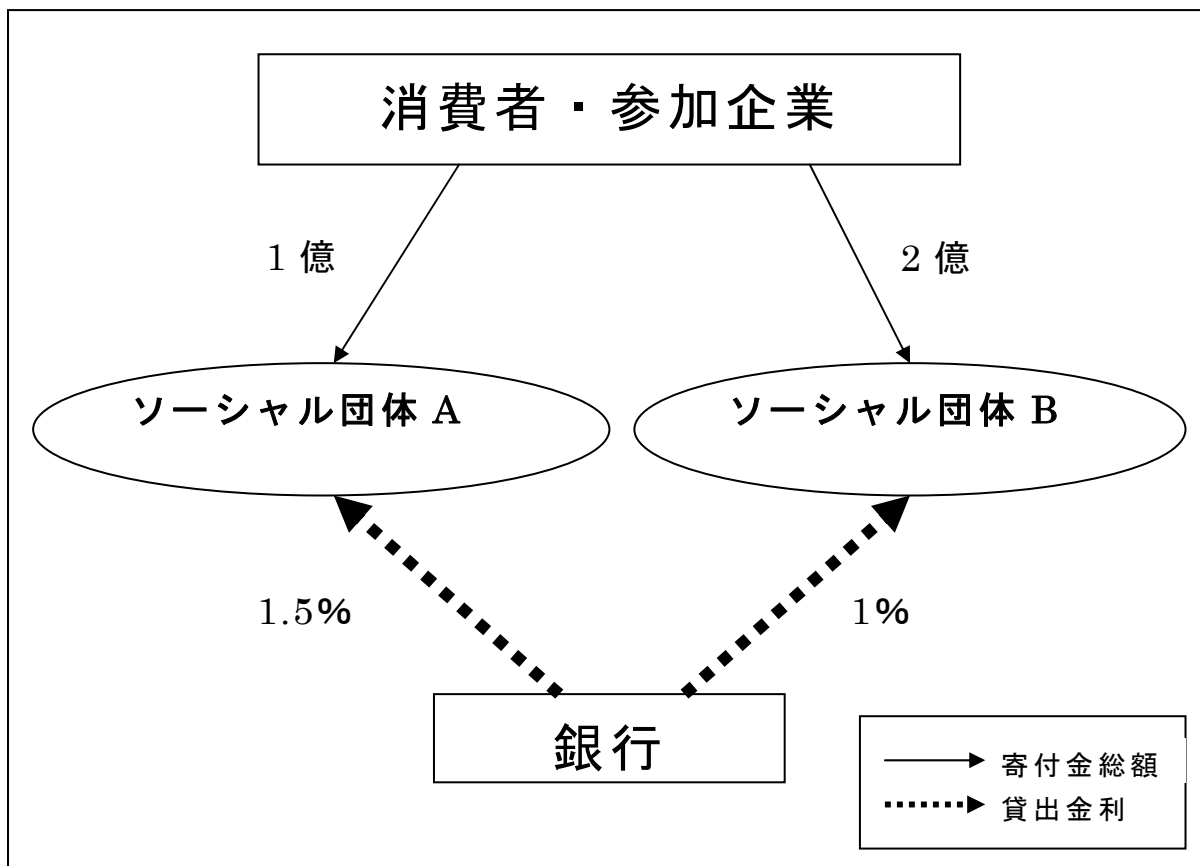 消費者・参加企業
1 億
2 億
ソーシャル団体 A
ソーシャル団体 B
1.5%
1%
銀行
寄付金総額
貸出金利